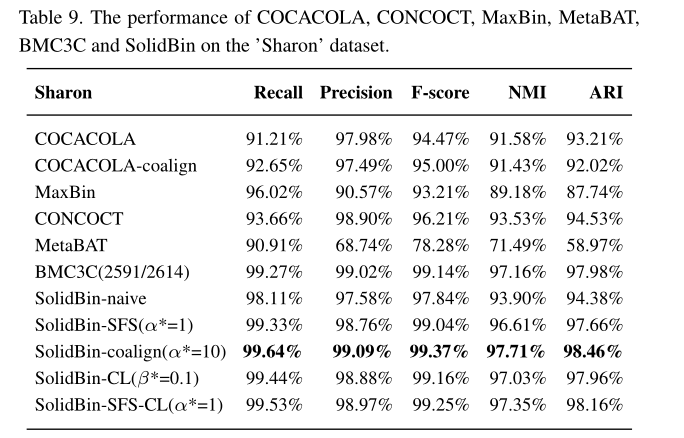 Table 9. The performance of COCACOLA, CONCOCT, MaxBin, MetaBAT,
BMC3C and SolidBin on the 'Sharon' dataset.
Sharon Recall Precision F-score NMI ARI
COCACOLA 91.21% 97.98% 94.47% 91.58% 93.21%
COCACOLA-coalign 92.65% 97.49% 95.00% 91.43% 92.02%
MaxBin 96.02% 90.57% 93.21% 89.18% 87.74%
CONCOCT 93.66% 98.90% 96.21% 93.53% 94.53%
MetaBAT 90.91% 68.74% 78.28% 71.49% 58.97%
BMC3C(2591/2614) 99.27% 99.02% 99.14% 97.16% 97.98%
SolidBin-naive 98.11% 97.58% 97.84% 93.90% 94.38%
SolidBin-SFS(α*=1) 99.33% 98.76% 99.04% 96.61% 97.66%
SolidBin-coalign(α*=10) 99.64% 99.09% 99.37% 97.71% 98.46%
SolidBin-CL(β*=0.1) 99.44% 98.88% 99.16% 97.03% 97.96%
SolidBin-SFS-CL(α*=1) 99.53% 98.97% 99.25% 97.35% 98.16%